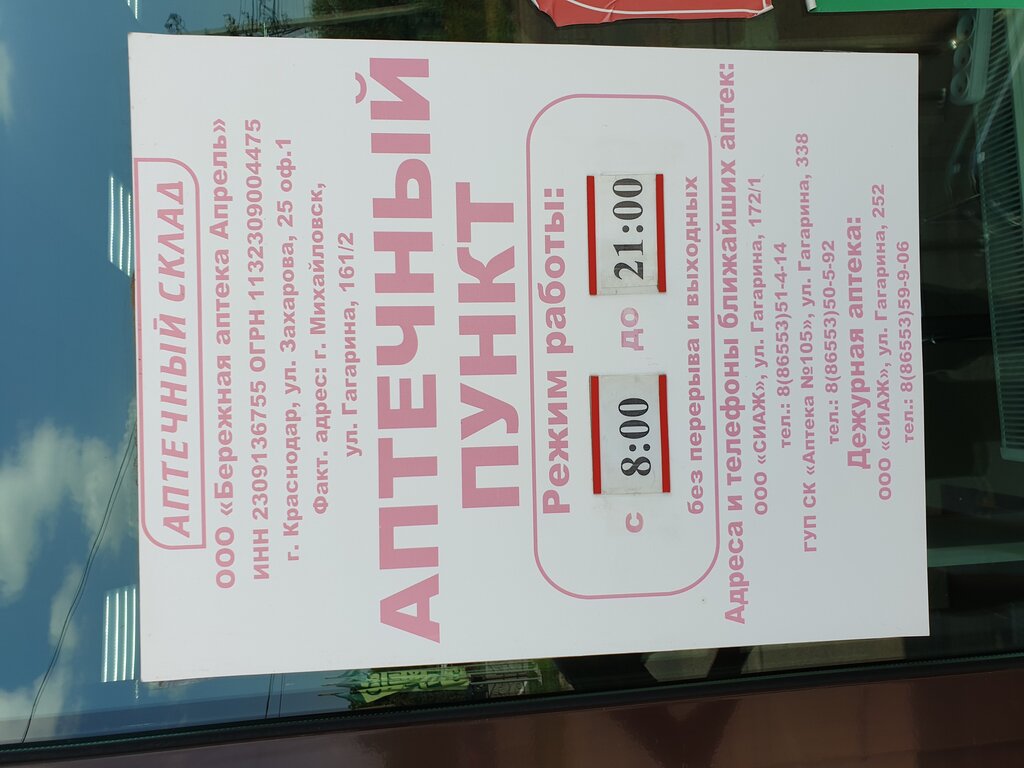 АПТЕЧНЫЙ СКЛАД
ООО «Бережная аптека Апрель»
ИНН 2309136755 ОГРН 1132309004475
г. Краснодар, ул. Захарова, 25 оф.1
Факт. адрес: г. Михайловск,
ул. Гагарина, 161/2
АПТЕЧНЫЙ
ПУНКТ
Режим работы:
с 8:00 до 21:00
без перерыва и выходных
Адреса и телефоны ближайших аптек:
ООО «СИАЖ», ул. Гагарина, 172/1
тел.: 8(86553)51-4-14
ГУП СК «Аптека №105», ул. Гагарина, 338
тел.: 8(86553)50-5-92
Дежурная аптека:
ООО «СИАЖ», ул. Гагарина, 252
тел.: 8(86553)59-9-06